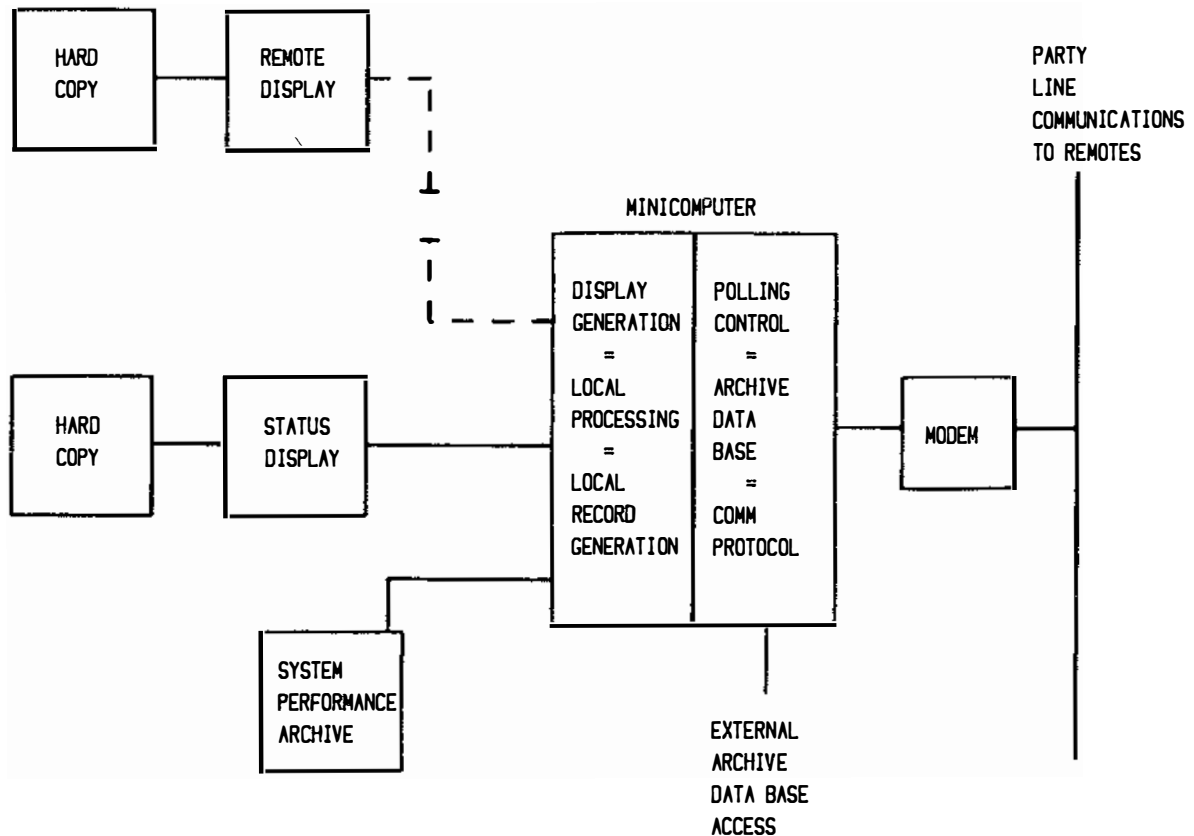 HARD
COPY
REMOTE
DISPLAY
PARTY
LINE
COMMUNICATIONS
TO REMOTES
MINICOMPUTER
DISPLAY
GENERATION
=
LOCAL
PROCESSING
=
LOCAL
RECORD
GENERATION
POLLING
CONTROL
=
ARCHIVE
DATA
BASE
=
COMM
PROTOCOL
HARD
COPY
STATUS
DISPLAY
MODEM
SYSTEM
PERFORMANCE
ARCHIVE
EXTERNAL
ARCHIVE
DATA BASE
ACCESS